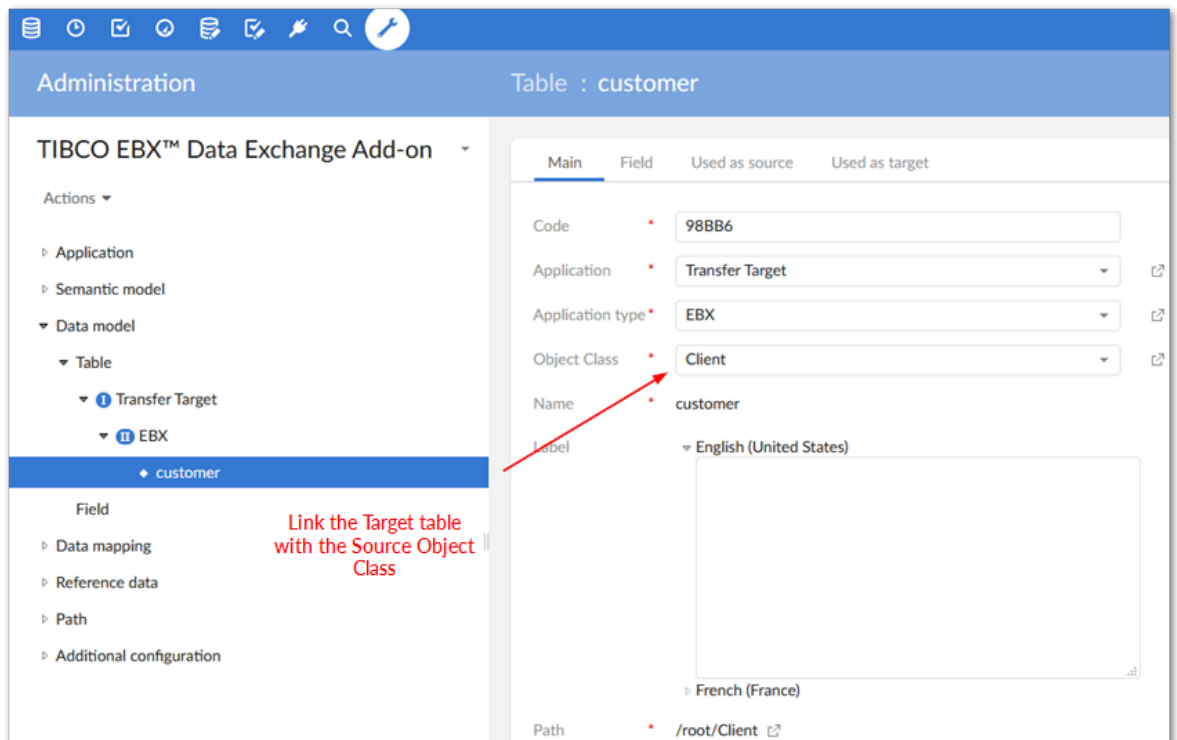 Administration
Table : customer
TIBCO EBX™ Data Exchange Add-on
Actions
Application
Semantic model
Data model
Table
I Transfer Target
II EBX
customer
Field
Data mapping
Reference data
Path
Additional configuration
Link the Target table
with the Source Object
Class
Main Field Used as source Used as target
Code * 98BB6
Application * Transfer Target
Application type * EBX
Object Class * Client
Name * customer
Label English (United States)
French (France)
Path * /root/Client